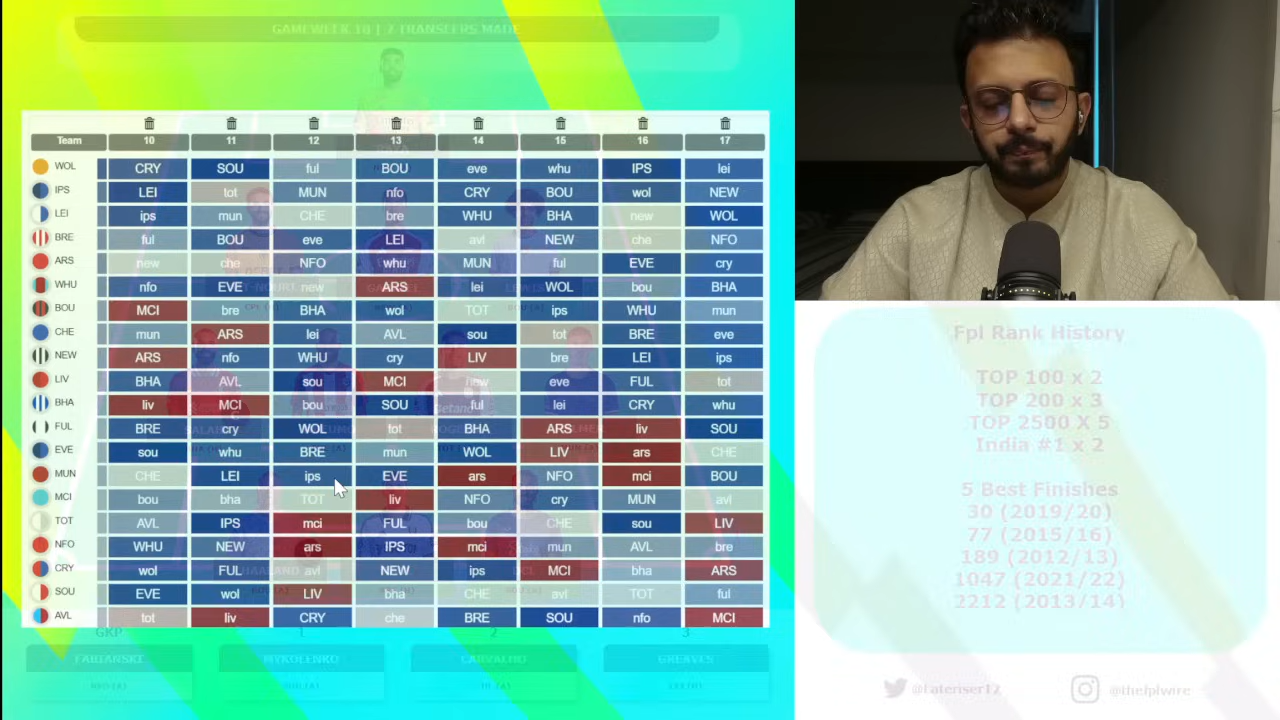 GAMEWEEK 10 | 7 TRANSFERS MADE
Team 10 11 12 13 14 15 16 17
WOL CRY SOU ful BOU eve whu IPS lei
IPS LEI tot MUN nfo CRY BOU wol NEW
LEI ips mun CHE bre WHU BHA new WOL
BRE ful BOU eve LEI avl NEW che NFO
ARS new che NFO whu MUN ful EVE cry
WHU nfo EVE new ARS lei WOL bou BHA
BOU MCI bre BHA wol TOT ips WHU mun
CHE mun ARS lei AVL sou tot BRE eve
NEW ARS nfo WHU cry LIV bre LEI ips
LIV BHA AVL sou MCI new eve FUL tot
BHA liv MCI bou SOU ful lei CRY whu
FUL BRE cry WOL tot BHA ARS liv SOU
EVE sou whu BRE mun WOL LIV ars CHE
MUN CHE LEI ips EVE ars NFO mci BOU
MCI bou bha TOT liv NFO cry MUN avl
TOT AVL IPS mci FUL bou CHE sou LIV
NFO WHU NEW ars IPS mci mun AVL bre
CRY wol FUL avl NEW ips MCI bha ARS
SOU EVE wol LIV bha CHE avl TOT ful
AVL tot liv CRY che BRE SOU nfo MCI
GKP 1 2 3
FABIANSKI MYKOLENKO CARVALHO GREAVES
Fpl Rank History
TOP 100 x 2
TOP 200 x 3
TOP 2500 X 5
India #1 x 2
5 Best Finishes
30 (2019/20)
77 (2015/16)
189 (2012/13)
1047 (2021/22)
2212 (2013/14)
@Lateriser12 @thefplwire